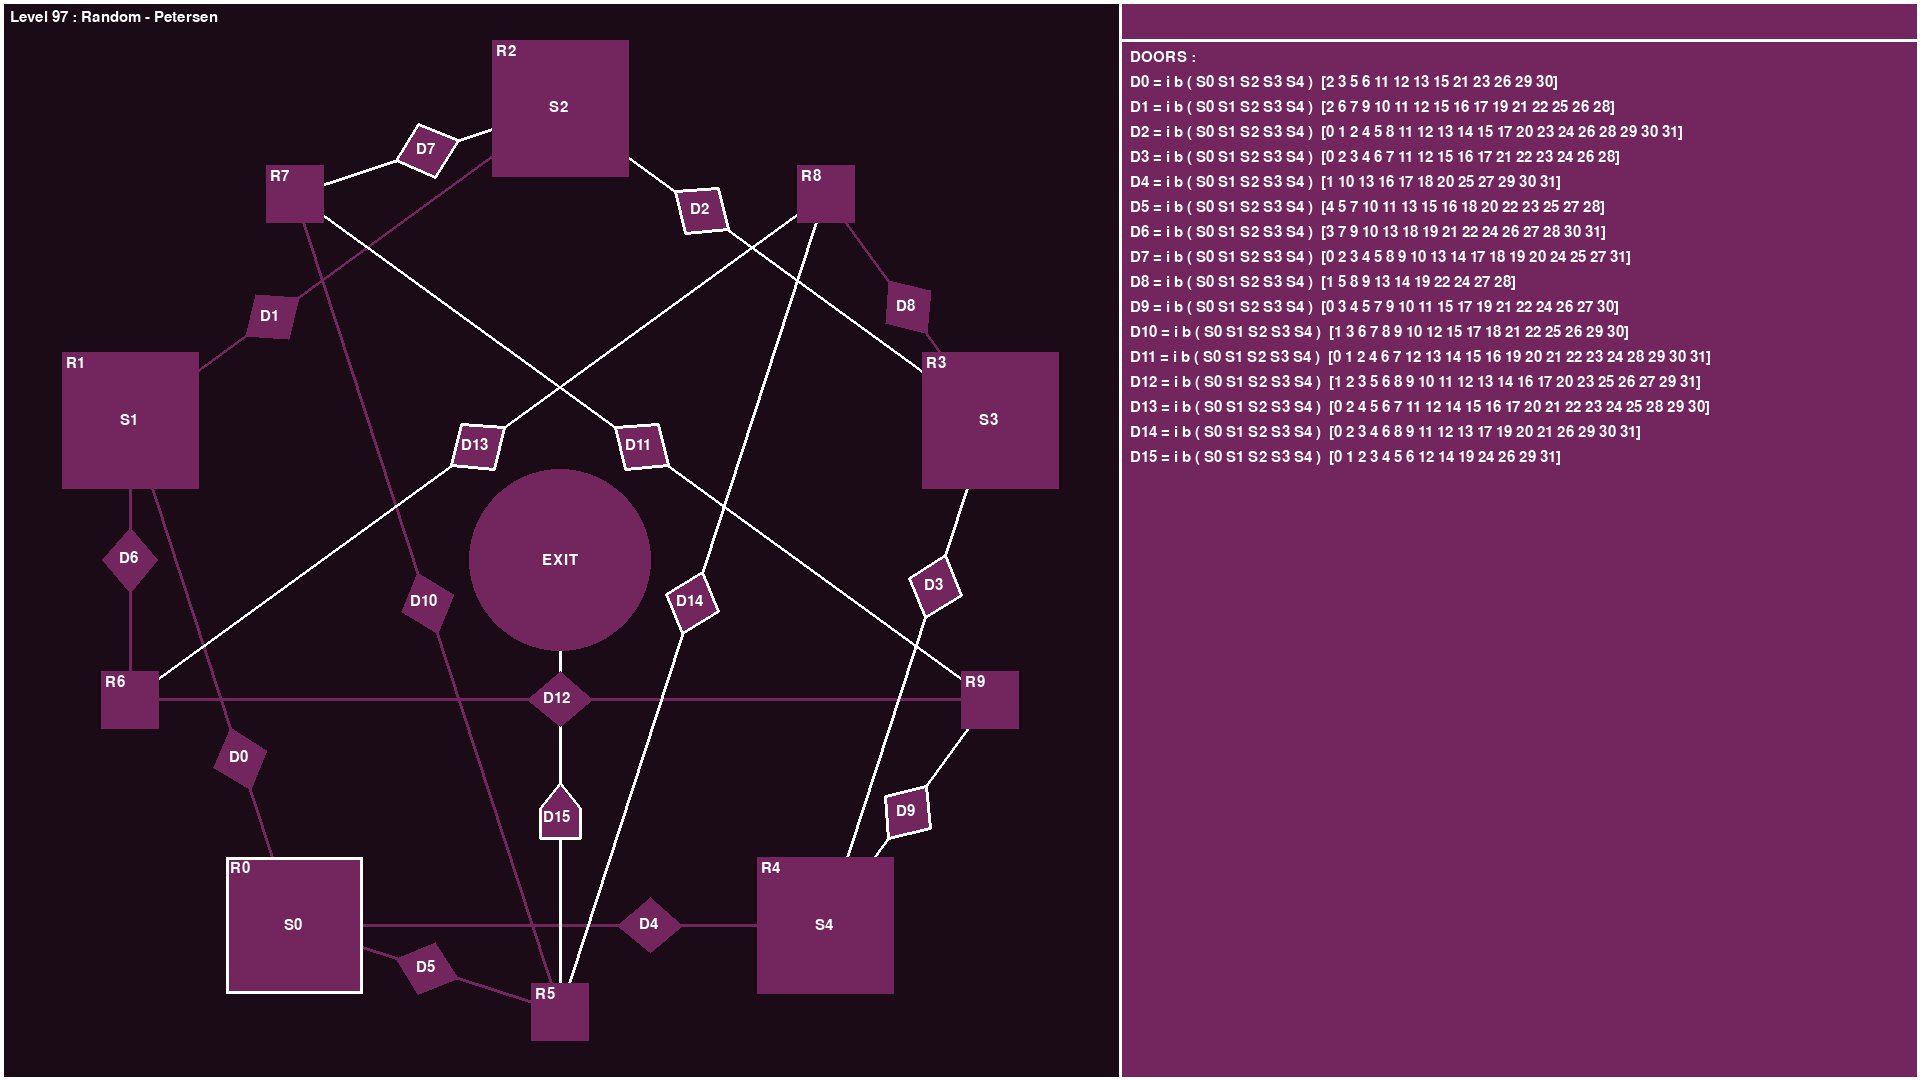 Level 97 : Random - Petersen
R2
S2
D7
R7
R8
D2
D8
D1
R1
S1
R3
S3
D13
D11
D6
EXIT
D3
D10
D14
R6
D12
R9
D0
D15
D9
R0
S0
R4
S4
D4
D5
R5
DOORS :
D0 = i b ( S0 S1 S2 S3 S4 )  [2 3 5 6 11 12 13 15 21 23 26 29 30]
D1 = i b ( S0 S1 S2 S3 S4 )  [2 6 7 9 10 11 12 15 16 17 19 21 22 25 26 28]
D2 = i b ( S0 S1 S2 S3 S4 )  [0 1 2 4 5 8 11 12 13 14 15 17 20 23 24 26 28 29 30 31]
D3 = i b ( S0 S1 S2 S3 S4 )  [0 2 3 4 6 7 11 12 15 16 17 21 22 23 24 26 28]
D4 = i b ( S0 S1 S2 S3 S4 )  [1 10 13 16 17 18 20 25 27 29 30 31]
D5 = i b ( S0 S1 S2 S3 S4 )  [4 5 7 10 11 13 15 16 18 20 22 23 25 27 28]
D6 = i b ( S0 S1 S2 S3 S4 )  [3 7 9 10 13 18 19 21 22 24 26 27 28 30 31]
D7 = i b ( S0 S1 S2 S3 S4 )  [0 2 3 4 5 8 9 10 13 14 17 18 19 20 24 25 27 31]
D8 = i b ( S0 S1 S2 S3 S4 )  [1 5 8 9 13 14 19 22 24 27 28]
D9 = i b ( S0 S1 S2 S3 S4 )  [0 3 4 5 7 9 10 11 15 17 19 21 22 24 26 27 30]
D10 = i b ( S0 S1 S2 S3 S4 )  [1 3 6 7 8 9 10 12 15 17 18 21 22 25 26 29 30]
D11 = i b ( S0 S1 S2 S3 S4 )  [0 1 2 4 6 7 12 13 14 15 16 19 20 21 22 23 24 28 29 30 31]
D12 = i b ( S0 S1 S2 S3 S4 )  [1 2 3 5 6 8 9 10 11 12 13 14 16 17 20 23 25 26 27 29 31]
D13 = i b ( S0 S1 S2 S3 S4 )  [0 2 4 5 6 7 11 12 14 15 16 17 20 21 22 23 24 25 28 29 30]
D14 = i b ( S0 S1 S2 S3 S4 )  [0 2 3 4 6 8 9 11 12 13 17 19 20 21 26 29 30 31]
D15 = i b ( S0 S1 S2 S3 S4 )  [0 1 2 3 4 5 6 12 14 19 24 26 29 31]